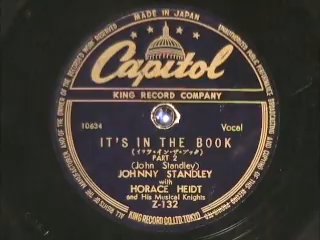 MADE IN JAPAN
Capitol
KING RECORD COMPANY
10634
Vocal
IT'S IN THE BOOK
(イッツ・イン・ザ・ブック)
PART 2
(John Standley)
JOHNNY STANDLEY
with
HORACE HEIDT
and His Musical Knights
Z-132
KING RECORD CO.LTD.TOKYO.